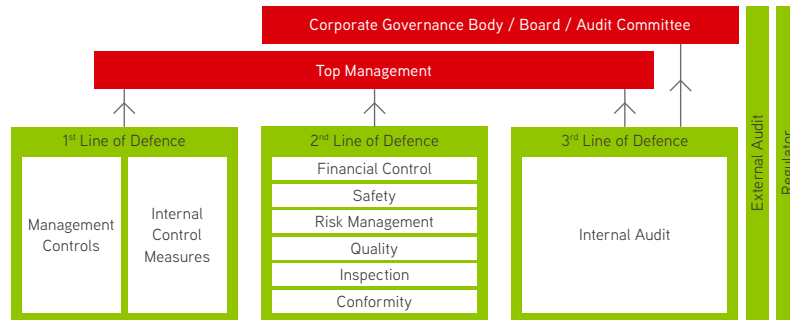 Corporate Governance Body / Board / Audit Committee
Top Management
1st Line of Defence
Management
Controls
Internal
Control
Measures
2nd Line of Defence
Financial Control
Safety
Risk Management
Quality
Inspection
Conformity
3rd Line of Defence
Internal Audit
External Audit
Regulator